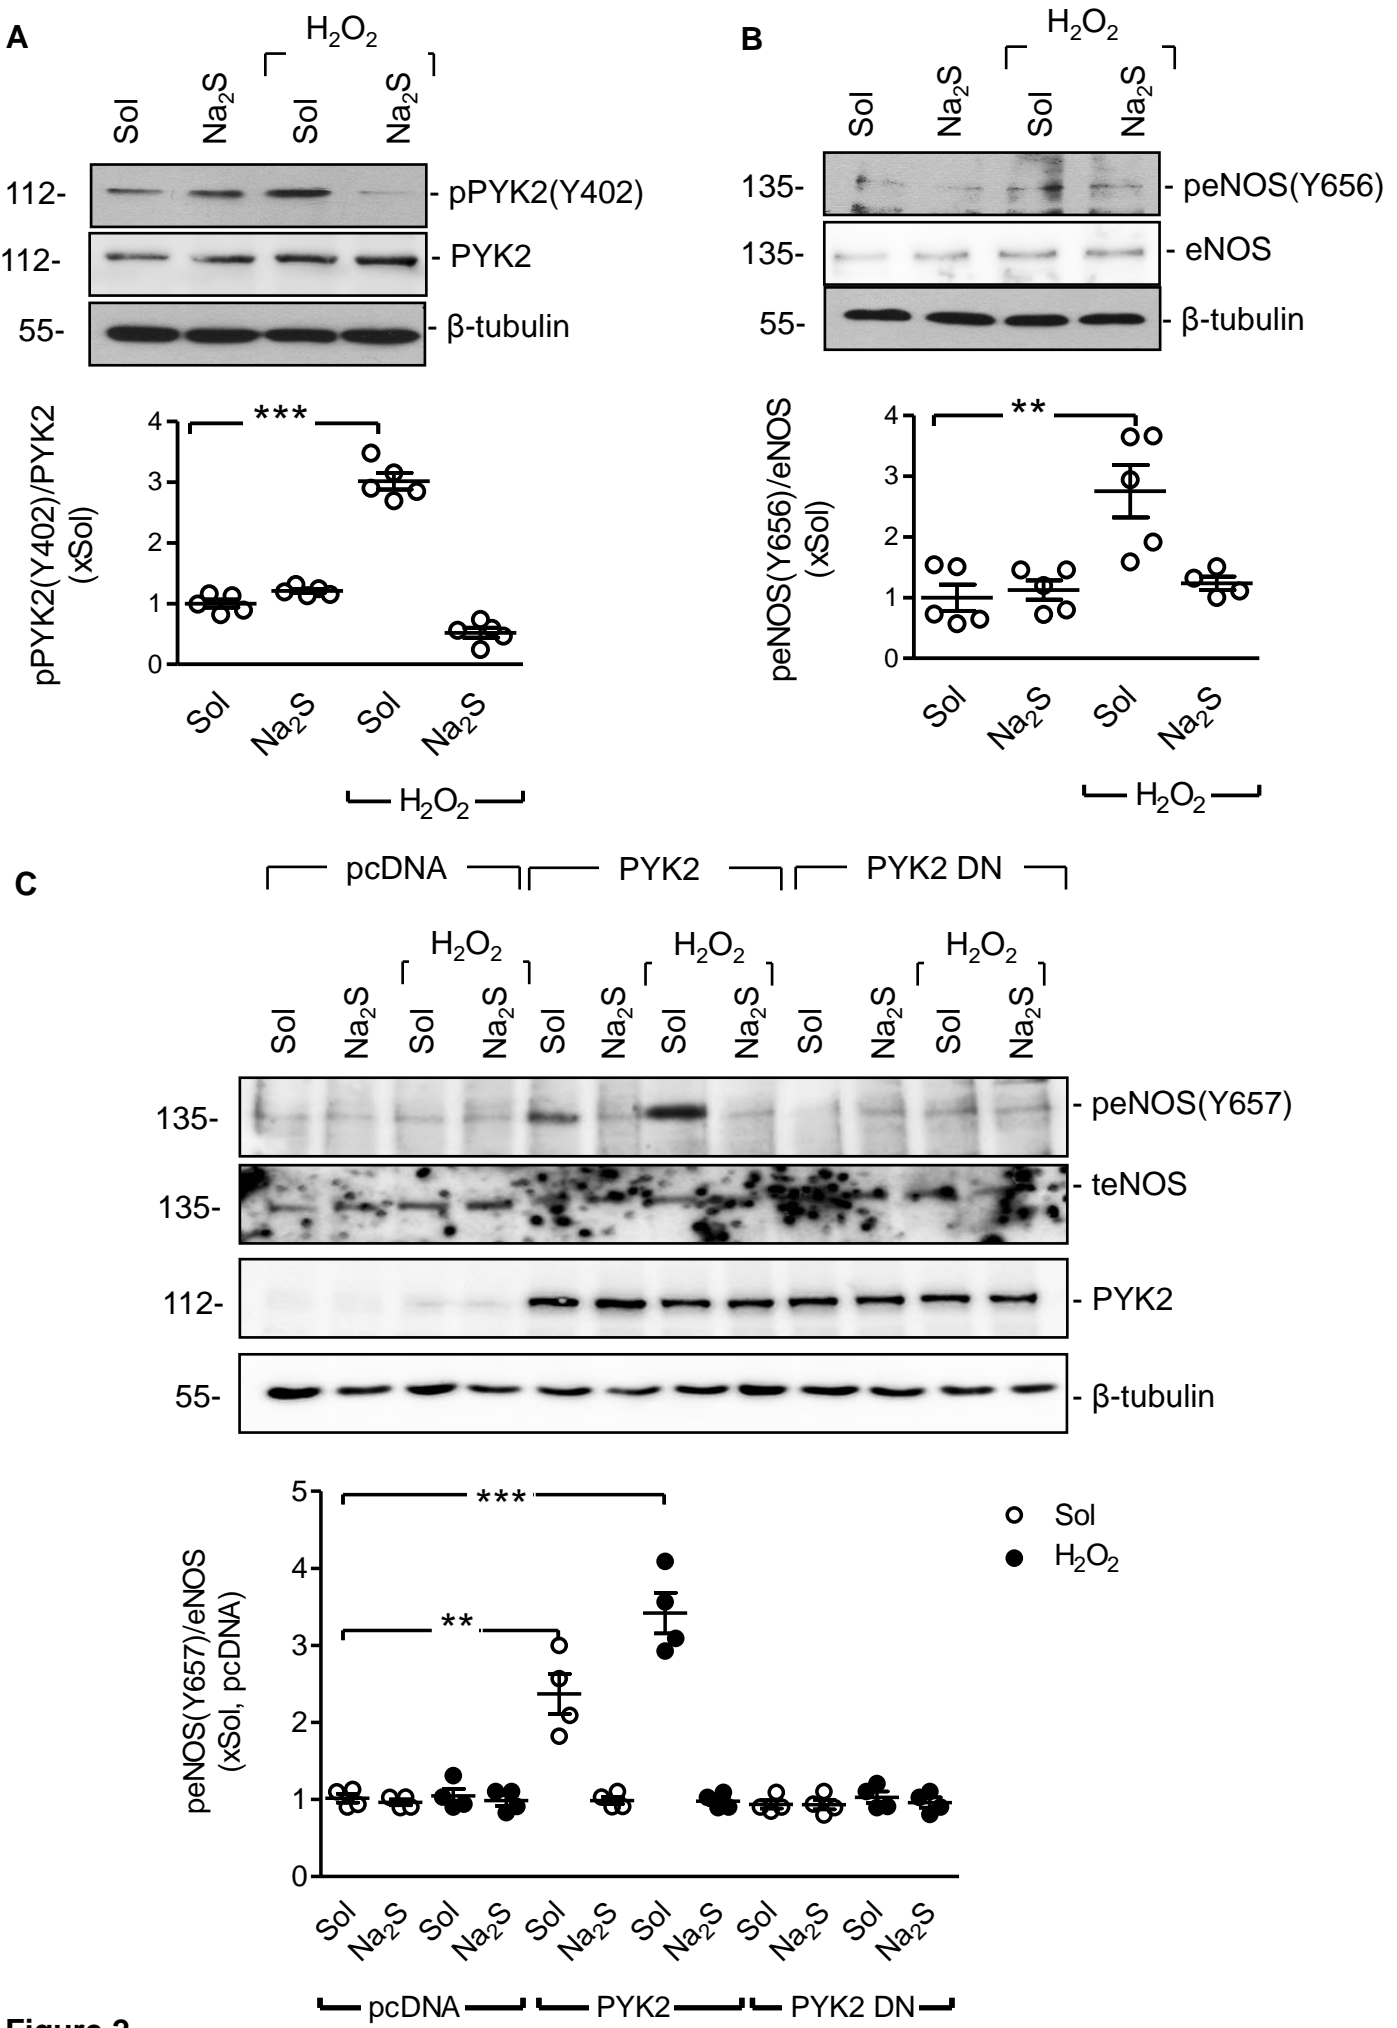 A
H2O2
Sol
Na2S
Sol
Na2S
112-
- pPYK2(Y402)
112-
- PYK2
55-
- β-tubulin
pPYK2(Y402)/PYK2
(xSol)
4
3
2
1
0
***
Sol
Na2S
Sol
Na2S
H2O2
B
H2O2
Sol
Na2S
Sol
Na2S
135-
- peNOS(Y656)
135-
- eNOS
55-
- β-tubulin
peNOS(Y656)/eNOS
(xSol)
4
3
2
1
0
**
Sol
Na2S
Sol
Na2S
H2O2
C
pcDNA
PYK2
PYK2 DN
H2O2
H2O2
H2O2
Sol
Na2S
Sol
Na2S
Sol
Na2S
Sol
Na2S
Sol
Na2S
Sol
Na2S
135-
- peNOS(Y657)
135-
- teNOS
112-
- PYK2
55-
- β-tubulin
peNOS(Y657)/eNOS
(xSol, pcDNA)
5
4
3
2
1
0
***
**
Sol
H2O2
Sol
Na2S
Sol
Na2S
Sol
Na2S
Sol
Na2S
Sol
Na2S
Sol
Na2S
pcDNA
PYK2
PYK2 DN